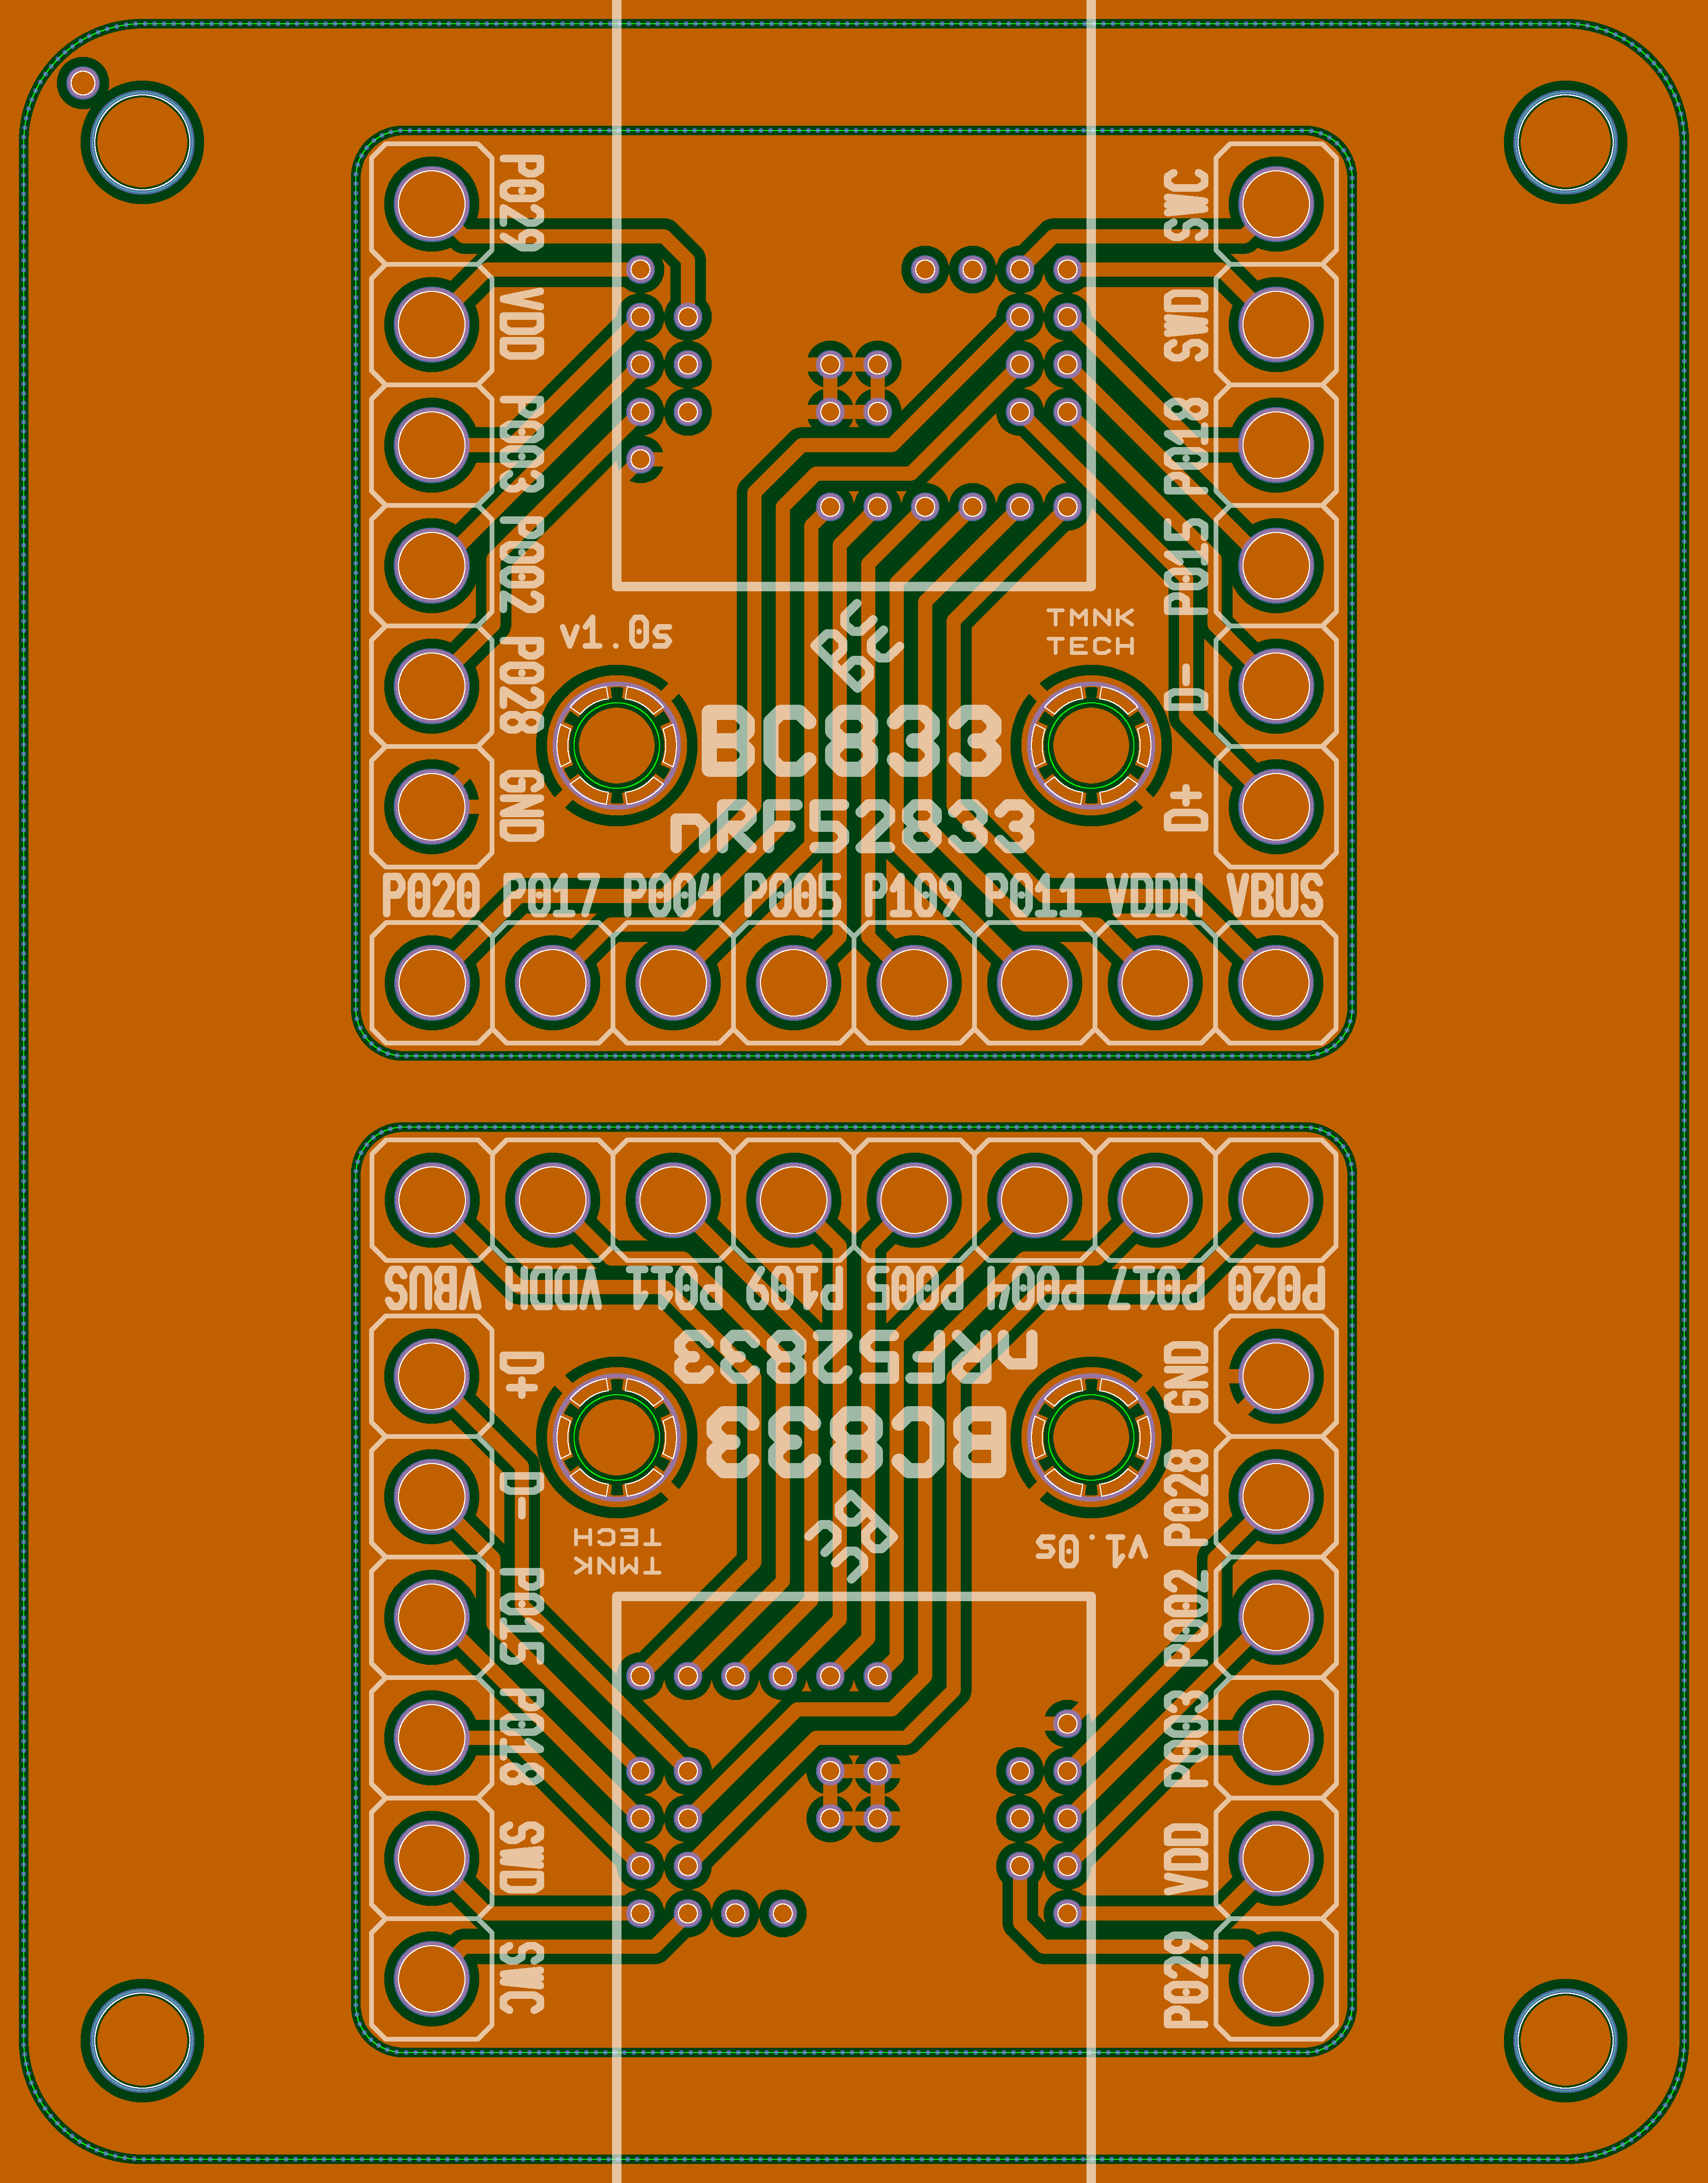 P029
SWC
VDD
SWD
P003
P018
P002
P015
P028
D-
GND
D+
v1.0s
TMNK
TECH
BC
BC833
nRF52833
P020 P017 P004 P005 P109 P011 VDDH VBUS
VBUS VDDH P011 P109 P005 P004 P017 P020
nRF52833
BC833
BC
v1.0s
TMNK
TECH
D+
GND
D-
P028
P015
P002
P018
P003
SWD
VDD
SWC
P029